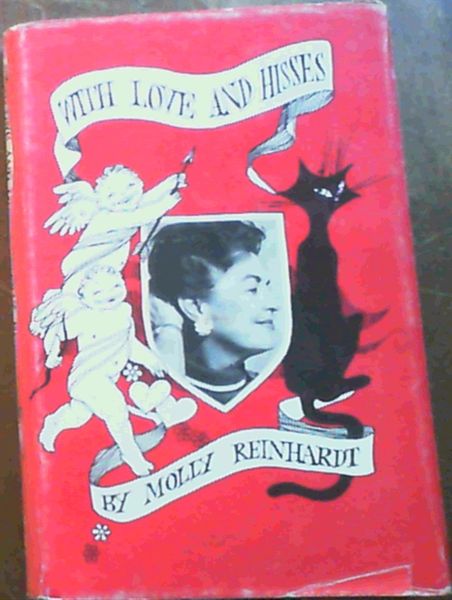 WITH LOVE AND HISSES
BY MOLLY REINHARDT